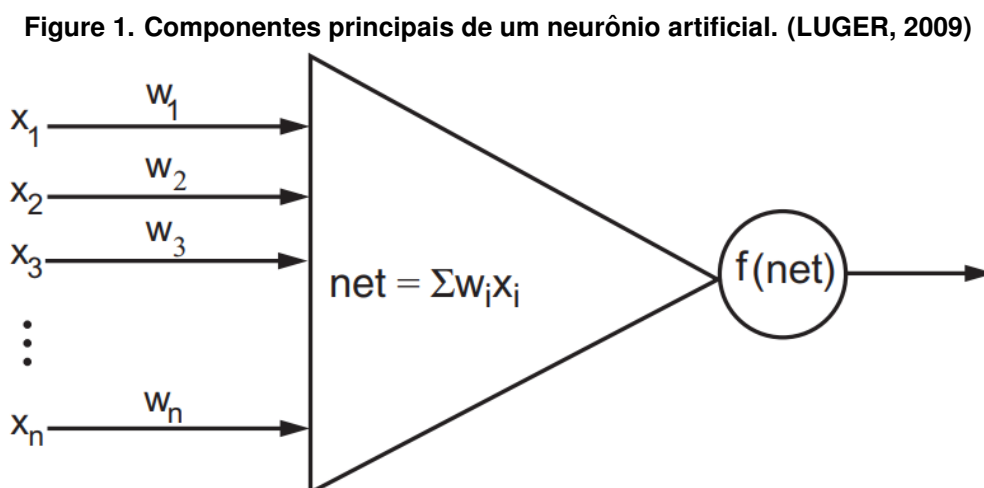 Figure 1. Componentes principais de um neurônio artificial. (LUGER, 2009)
x₁ w₁
x₂ w₂
x₃ w₃
net = Σwᵢxᵢ
f(net)
⋮
xₙ wₙ